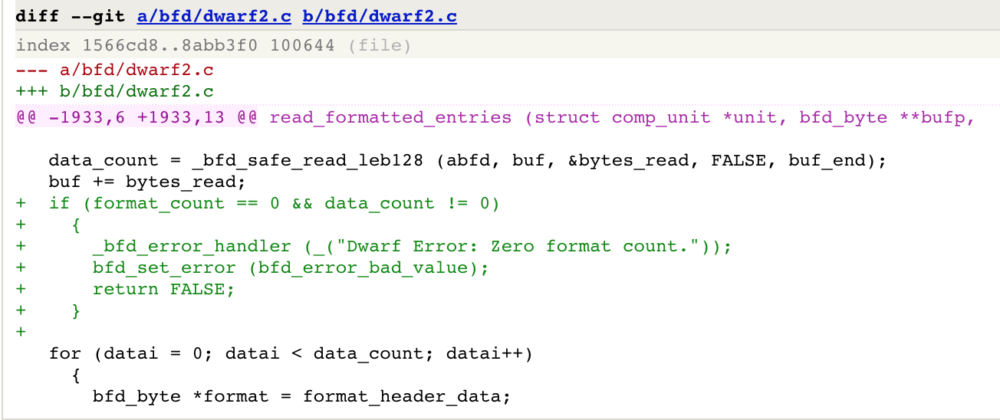 diff --git a/bfd/dwarf2.c b/bfd/dwarf2.c
index 1566cd8..8abb3f0 100644 (file)
--- a/bfd/dwarf2.c
+++ b/bfd/dwarf2.c
@@ -1933,6 +1933,13 @@ read_formatted_entries (struct comp_unit *unit, bfd_byte **bufp,
   data_count = _bfd_safe_read_leb128 (abfd, buf, &bytes_read, FALSE, buf_end);
   buf += bytes_read;
+  if (format_count == 0 && data_count != 0)
+    {
+      _bfd_error_handler (_("Dwarf Error: Zero format count."));
+      bfd_set_error (bfd_error_bad_value);
+      return FALSE;
+    }
+
   for (datai = 0; datai < data_count; datai++)
     {
       bfd_byte *format = format_header_data;